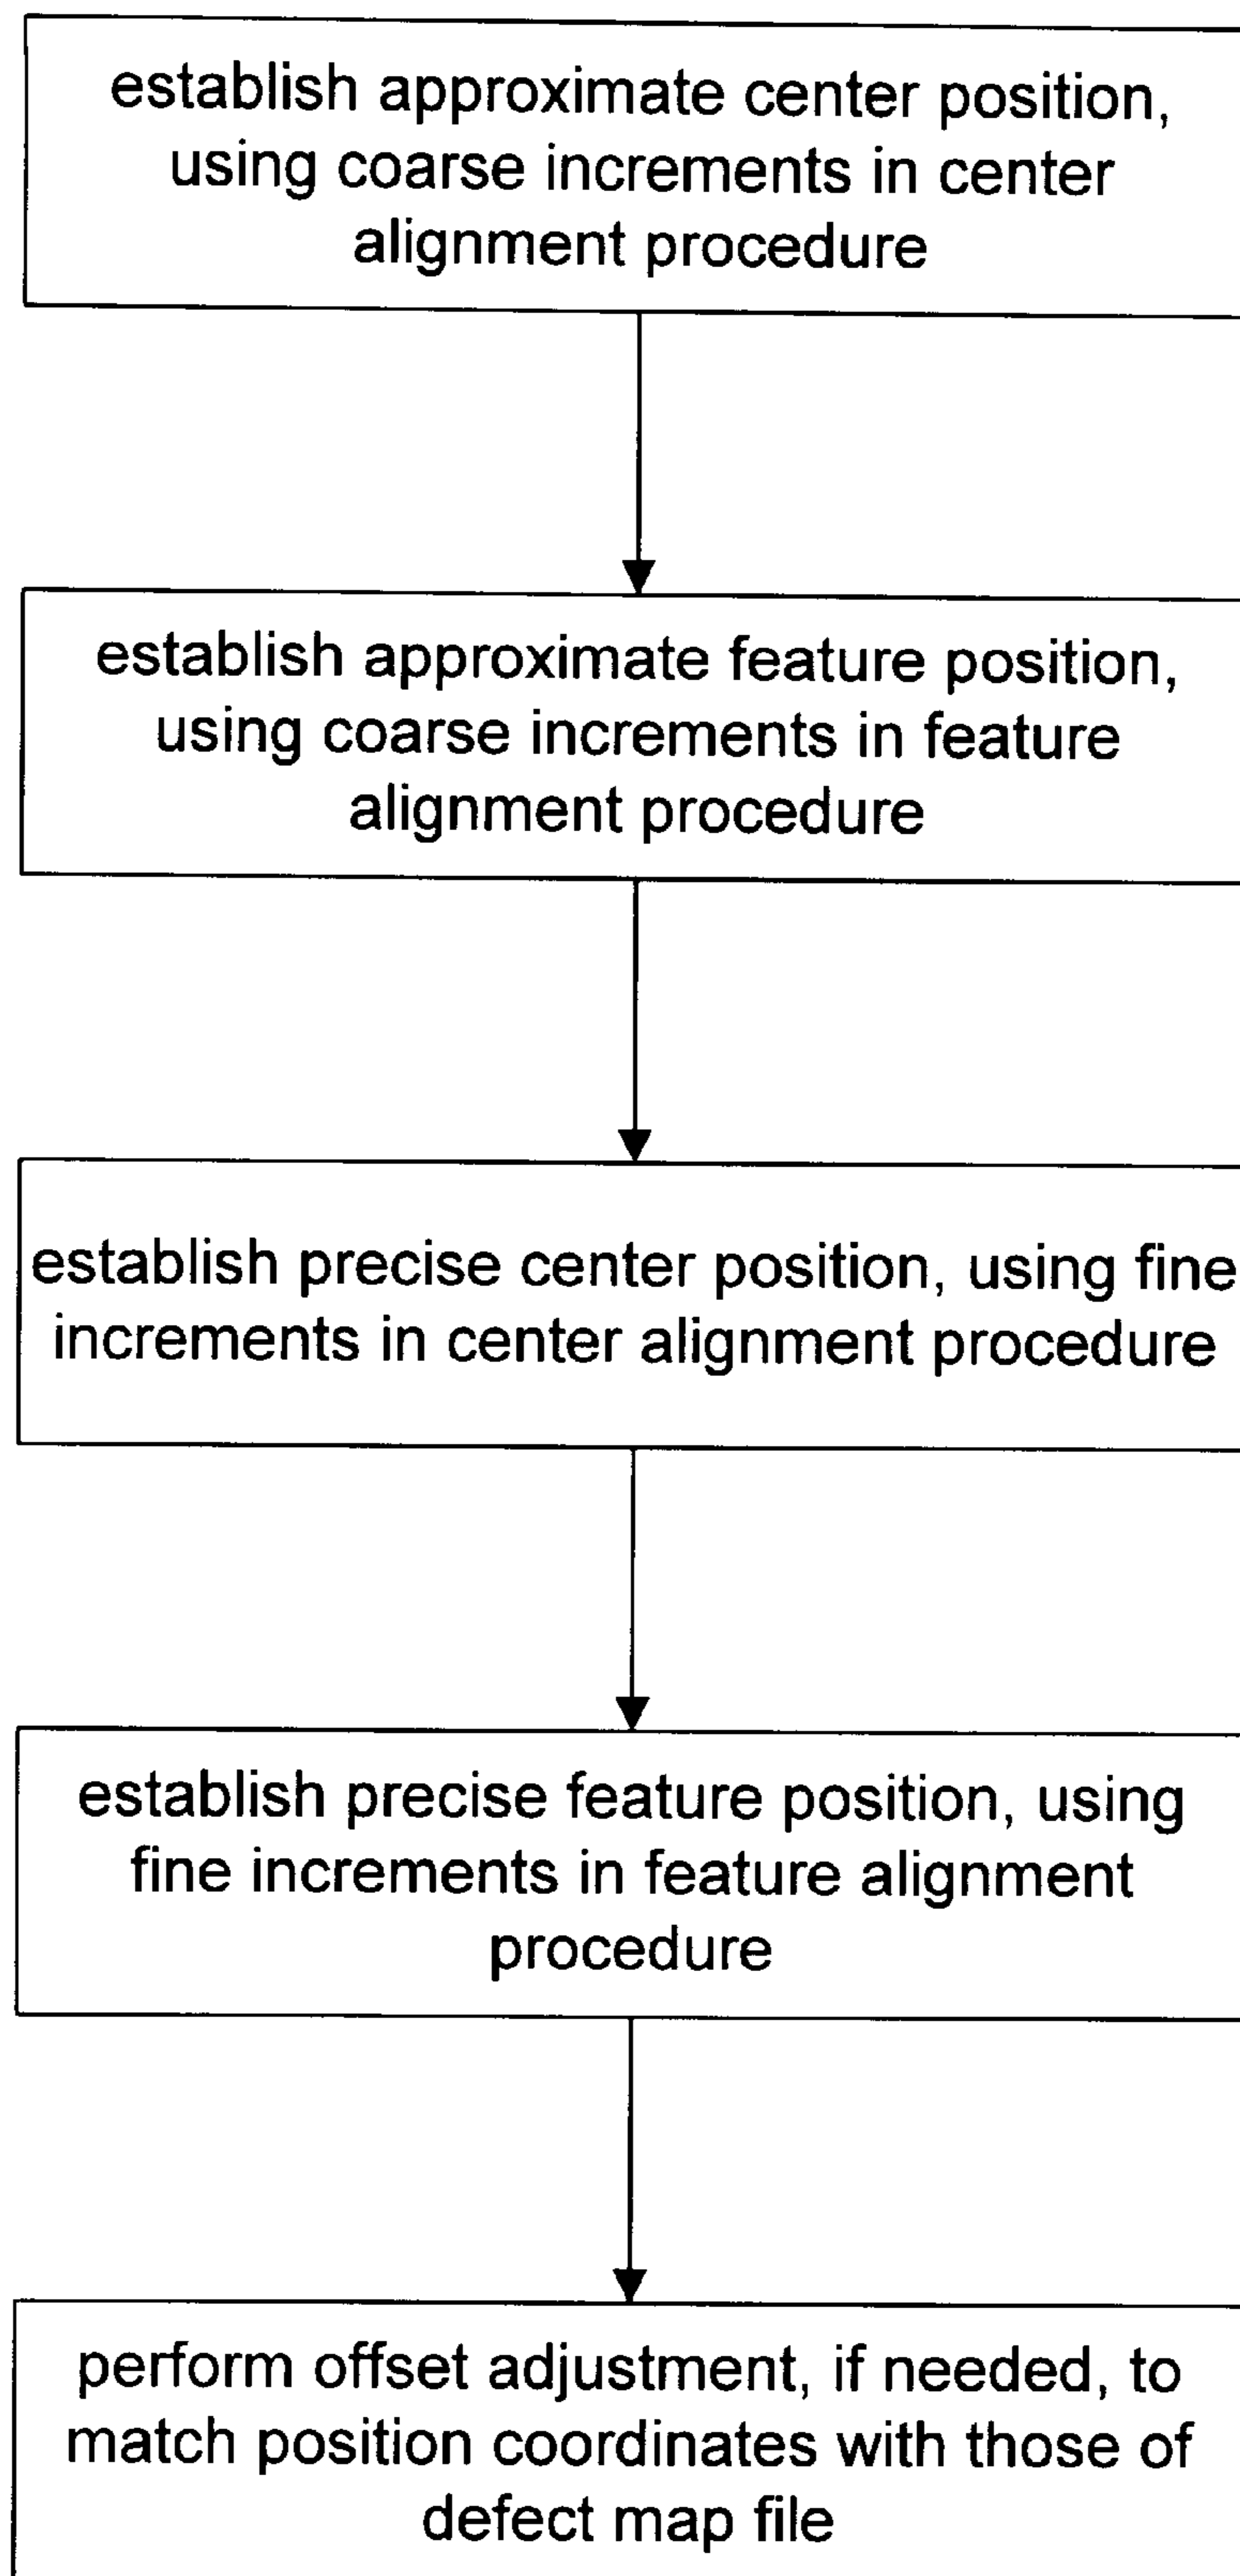 establish approximate center position,
using coarse increments in center
alignment procedure
establish approximate feature position,
using coarse increments in feature
alignment procedure
establish precise center position, using fine
increments in center alignment procedure
establish precise feature position, using
fine increments in feature alignment
procedure
perform offset adjustment, if needed, to
match position coordinates with those of
defect map file